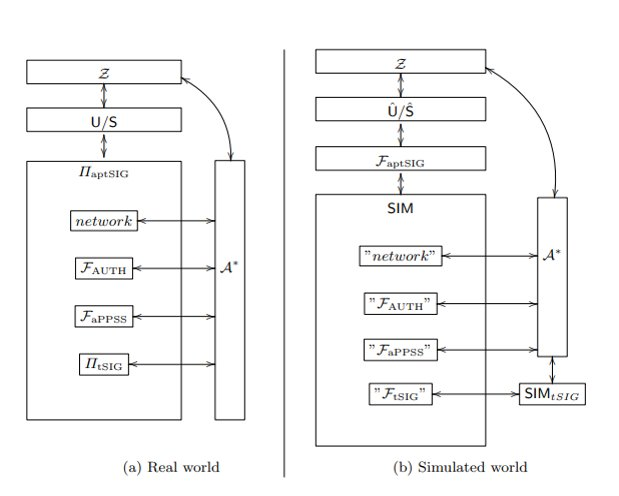 𝒵
U/S
Π_aptSIG
network
ℱ_AUTH
𝒜*
ℱ_aPPSS
Π_tSIG
(a) Real world
𝒵
Û/Ŝ
ℱ_aptSIG
SIM
"network"
𝒜*
"ℱ_AUTH"
"ℱ_aPPSS"
"ℱ_tSIG"
SIM_tSIG
(b) Simulated world